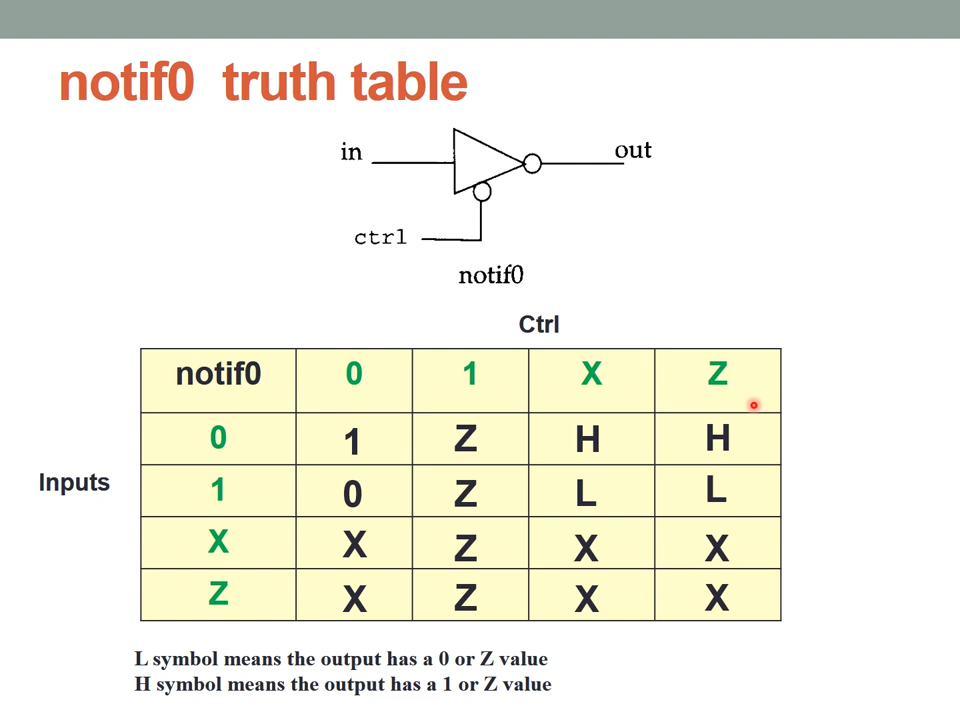 notif0 truth table
in
out
ctrl
notif0
Ctrl
notif0 0 1 X Z
0 1 Z H H
Inputs
1 0 Z L L
X X Z X X
Z X Z X X
L symbol means the output has a 0 or Z value
H symbol means the output has a 1 or Z value